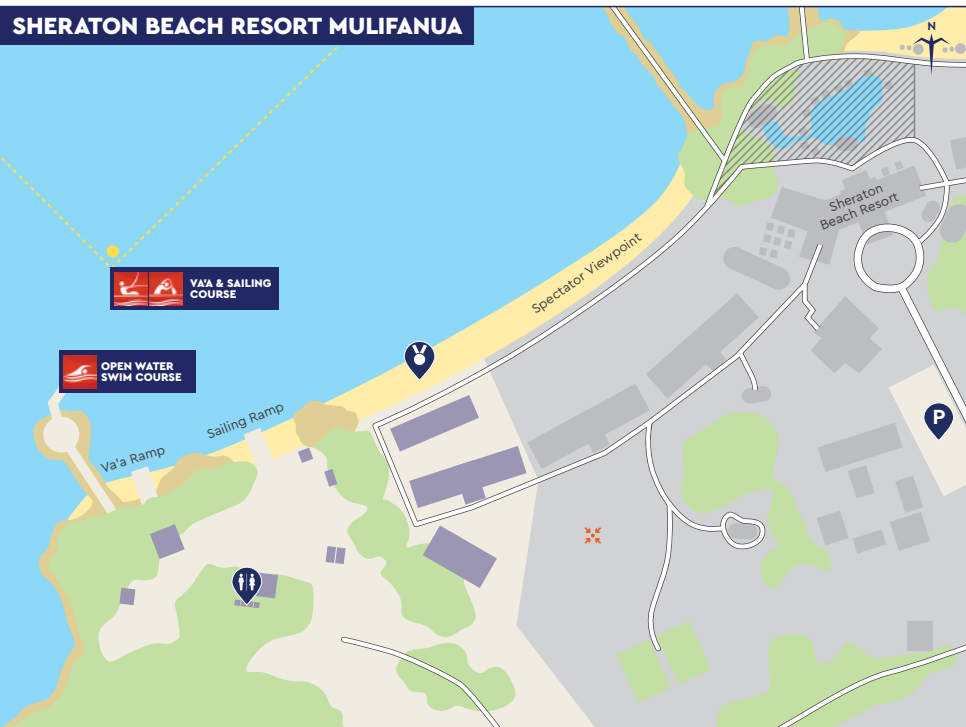 SHERATON BEACH RESORT MULIFANUA
N
Sheraton
Beach Resort
Spectator Viewpoint
VA'A & SAILING
COURSE
OPEN WATER
SWIM COURSE
P
Sailing Ramp
Va'a Ramp